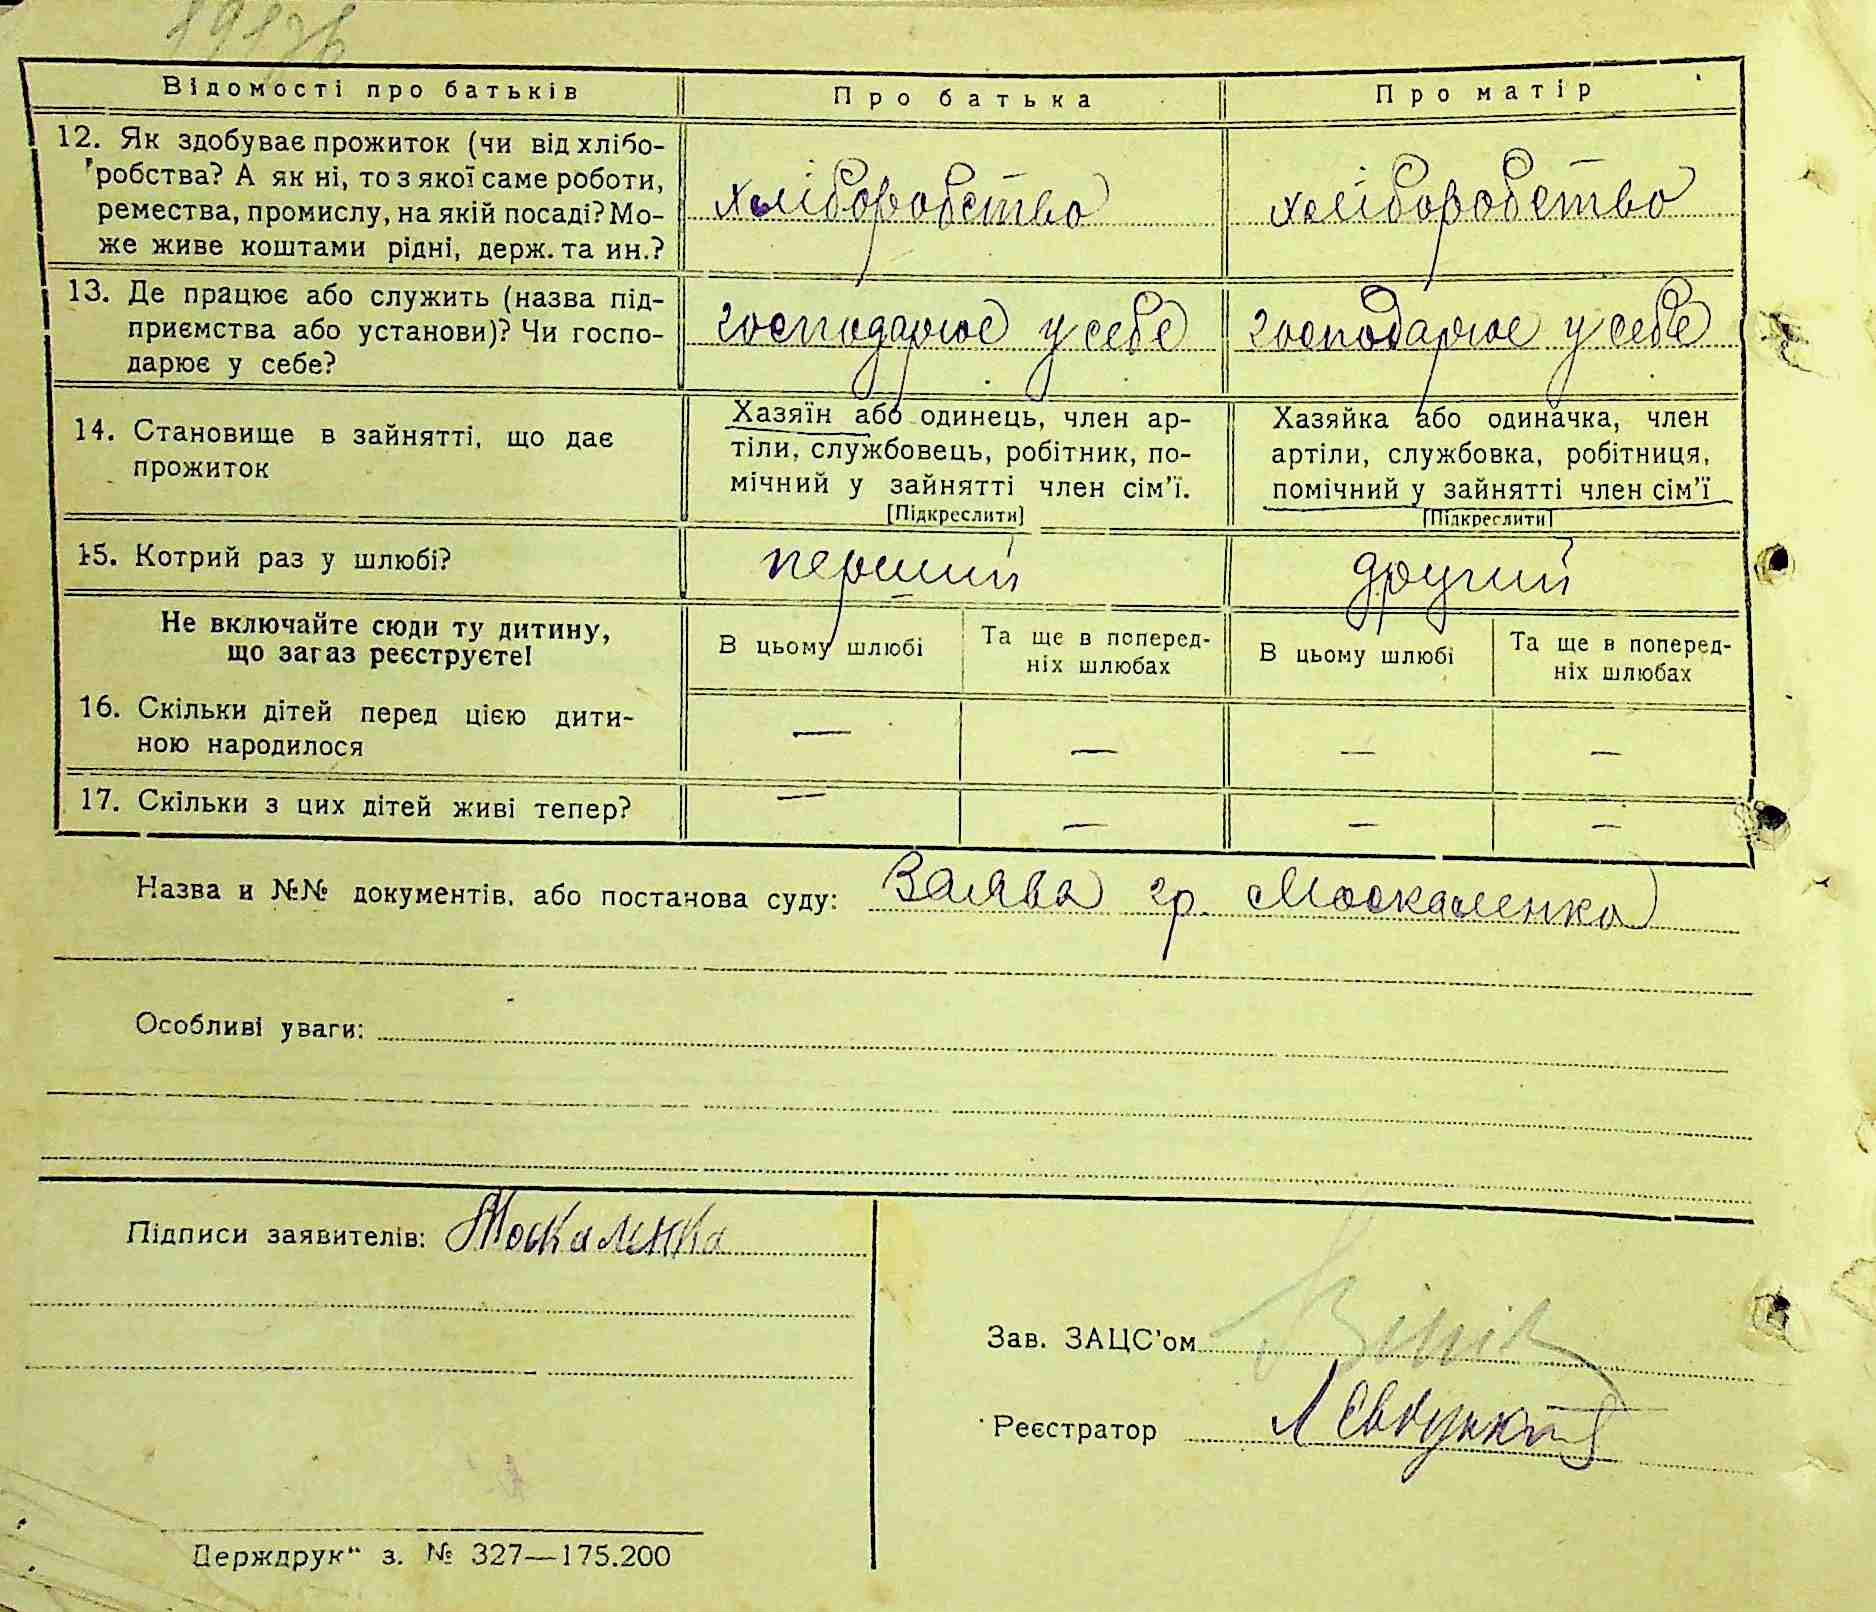 Відомості про батьків Про батька Про матір
12. Як здобуває прожиток (чи від хлібо-
робства? А як ні, то з якої саме роботи,
ремества, промислу, на якій посаді? Мо-
же живе коштами рідні, держ. та ин.?
хліборобство хліборобство
13. Де працює або служить (назва під-
приємства або установи)? Чи госпо-
дарює у себе?
господарює у себе господарює у себе
14. Становище в зайнятті, що дає
прожиток
Хазяїн або одинець, член ар-
тіли, службовець, робітник, по-
мічний у зайнятті член сім'ї.
[Підкреслити]
Хазяйка або одиначка, член
артіли, службовка, робітниця,
помічний у зайнятті член сім'ї
[Підкреслити]
15. Котрий раз у шлюбі? перший другий
Не включайте сюди ту дитину,
що зараз реєструєте!
В цьому шлюбі
Та ще в поперед-
ніх шлюбах
В цьому шлюбі
Та ще в поперед-
ніх шлюбах
16. Скільки дітей перед цією дити-
ною народилося
— — — —
17. Скільки з цих дітей живі тепер?
— — — —
Назва и №№ документів, або постанова суду: Заява гр. Москаленко
Особливі уваги:
Підписи заявителів: Москаленко
Зав. ЗАЦС'ом
Реєстратор
Держдрук" з. № 327—175.200